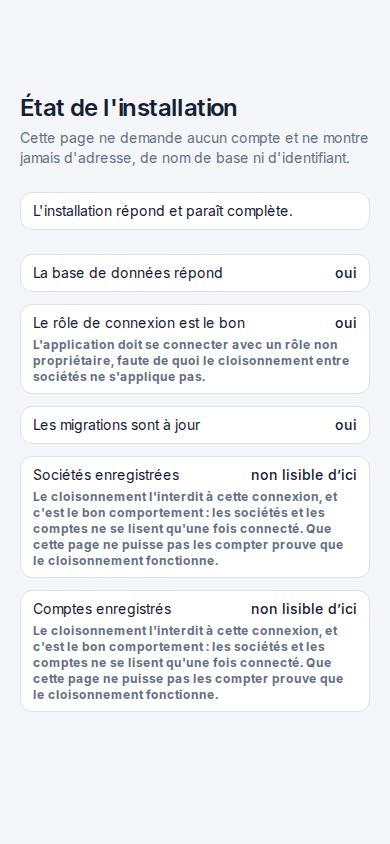 État de l'installation
Cette page ne demande aucun compte et ne montre
jamais d'adresse, de nom de base ni d'identifiant.
L'installation répond et paraît complète.
La base de données répond oui
Le rôle de connexion est le bon oui
L'application doit se connecter avec un rôle non
propriétaire, faute de quoi le cloisonnement entre
sociétés ne s'applique pas.
Les migrations sont à jour oui
Sociétés enregistrées non lisible d’ici
Le cloisonnement l'interdit à cette connexion, et
c'est le bon comportement : les sociétés et les
comptes ne se lisent qu'une fois connecté. Que
cette page ne puisse pas les compter prouve que
le cloisonnement fonctionne.
Comptes enregistrés non lisible d’ici
Le cloisonnement l'interdit à cette connexion, et
c'est le bon comportement : les sociétés et les
comptes ne se lisent qu'une fois connecté. Que
cette page ne puisse pas les compter prouve que
le cloisonnement fonctionne.